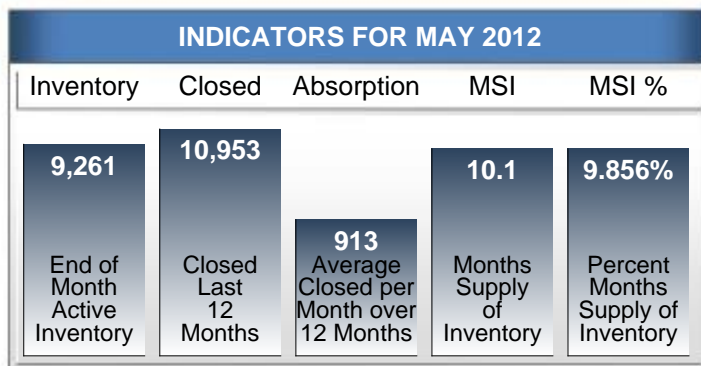 INDICATORS FOR MAY 2012
Inventory Closed Absorption MSI MSI %
9,261
End of
Month
Active
Inventory
10,953
Closed
Last
12
Months
913
Average
Closed per
Month over
12 Months
10.1
Months
Supply
of
Inventory
9.856%
Percent
Months
Supply of
Inventory